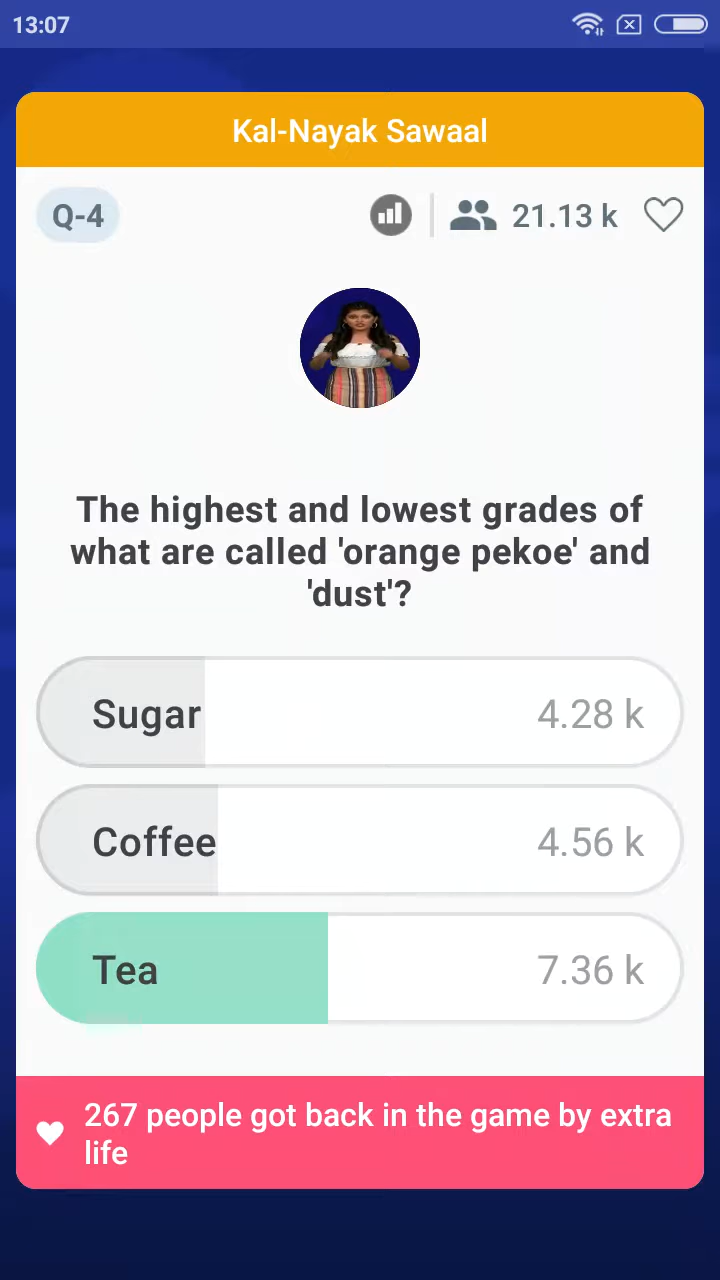 13:07
Kal-Nayak Sawaal
Q-4
21.13 k
The highest and lowest grades of
what are called 'orange pekoe' and
'dust'?
Sugar 4.28 k
Coffee 4.56 k
Tea 7.36 k
267 people got back in the game by extra
life